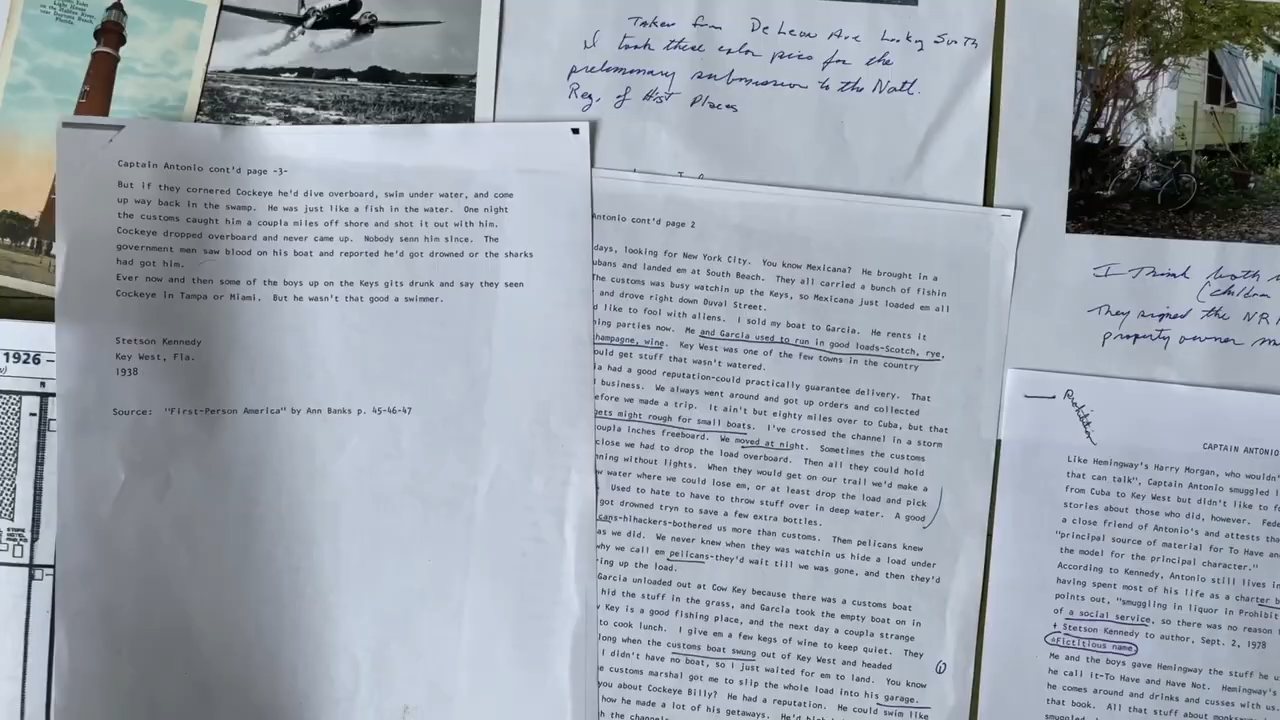 Light House
on the Halifax River,
near Daytona Beach,
Florida
Taken from DeLeon Ave Looking South
I took these color pics for the
prelimonary submission to the Natl.
Reg. of Hist Places
Captain Antonio cont'd page -3-
But if they cornered Cockeye he'd dive overboard, swim under water, and come
up way back in the swamp. He was just like a fish in the water. One night
the customs caught him a coupla miles off shore and shot it out with him.
Cockeye dropped overboard and never came up. Nobody senn him since. The
government men saw blood on his boat and reported he'd got drowned or the sharks
had got him.
Ever now and then some of the boys up on the Keys gits drunk and say they seen
Cockeye in Tampa or Miami. But he wasn't that good a swimmer.
Stetson Kennedy
Key West, Fla.
1938
Source: "First-Person America" by Ann Banks p. 45-46-47
Antonio cont'd page 2
days, looking for New York City. You know Mexicana? He brought in a
ubans and landed em at South Beach. They all carried a bunch of fishin
The customs was busy watchin up the Keys, so Mexicana just loaded em all
and drove right down Duval Street.
d like to fool with aliens. I sold my boat to Garcia. He rents it
hing parties now. Me and Garcia used to run in good loads-Scotch, rye,
hampagne, wine. Key West was one of the few towns in the country
ould get stuff that wasn't watered.
ia had a good reputation-could practically guarantee delivery. That
business. We always went around and got up orders and collected
efore we made a trip. It ain't but eighty miles over to Cuba, but that
gets might rough for small boats. I've crossed the channel in a storm
oupla inches freeboard. We moved at night. Sometimes the customs
close we had to drop the load overboard. Then all they could hold
nning without lights. When they would get on our trail we'd make a
w water where we could lose em, or at least drop the load and pick
Used to hate to have to throw stuff over in deep water. A good
got drowned tryn to save a few extra bottles.
cans-hihackers-bothered us more than customs. Them pelicans knew
as we did. We never knew when they was watchin us hide a load under
why we call em pelicans-they'd wait till we was gone, and then they'd
ring up the load.
Garcia unloaded out at Cow Key because there was a customs boat
hid the stuff in the grass, and Garcia took the empty boat on in
w Key is a good fishing place, and the next day a coupla strange
to cook lunch. I give em a few kegs of wine to keep quiet. They
long when the customs boat swung out of Key West and headed
I didn't have no boat, so I just waited for em to land. You know
e customs marshal got me to slip the whole load into his garage.
you about Cockeye Billy? He had a reputation. He could swim like
how he made a lot of his getaways. He'd
h the channel
I Think both
(children
They signed the NR
property owner
1926
STORE
Prohibition
CAPTAIN ANTONIO
Like Hemingway's Harry Morgan, who wouldn'
that can talk", Captain Antonio smuggled
from Cuba to Key West but didn't like to
stories about those who did, however. Fed
a close friend of Antonio's and attests tha
"principal source of material for To Have an
the model for the principal character."
According to Kennedy, Antonio still lives i
having spent most of his life as a charter b
points out, "smuggling in liquor in Prohibit
of a social service, so there was no reason
+ Stetson Kennedy to author, Sept. 2, 1978
*Fictitious name
Me and the boys gave Hemingway the stuff he u
he call it-To Have and Have Not. Hemingway's
he comes around and drinks and cusses with us.
that book. All that stuff about
smuggled